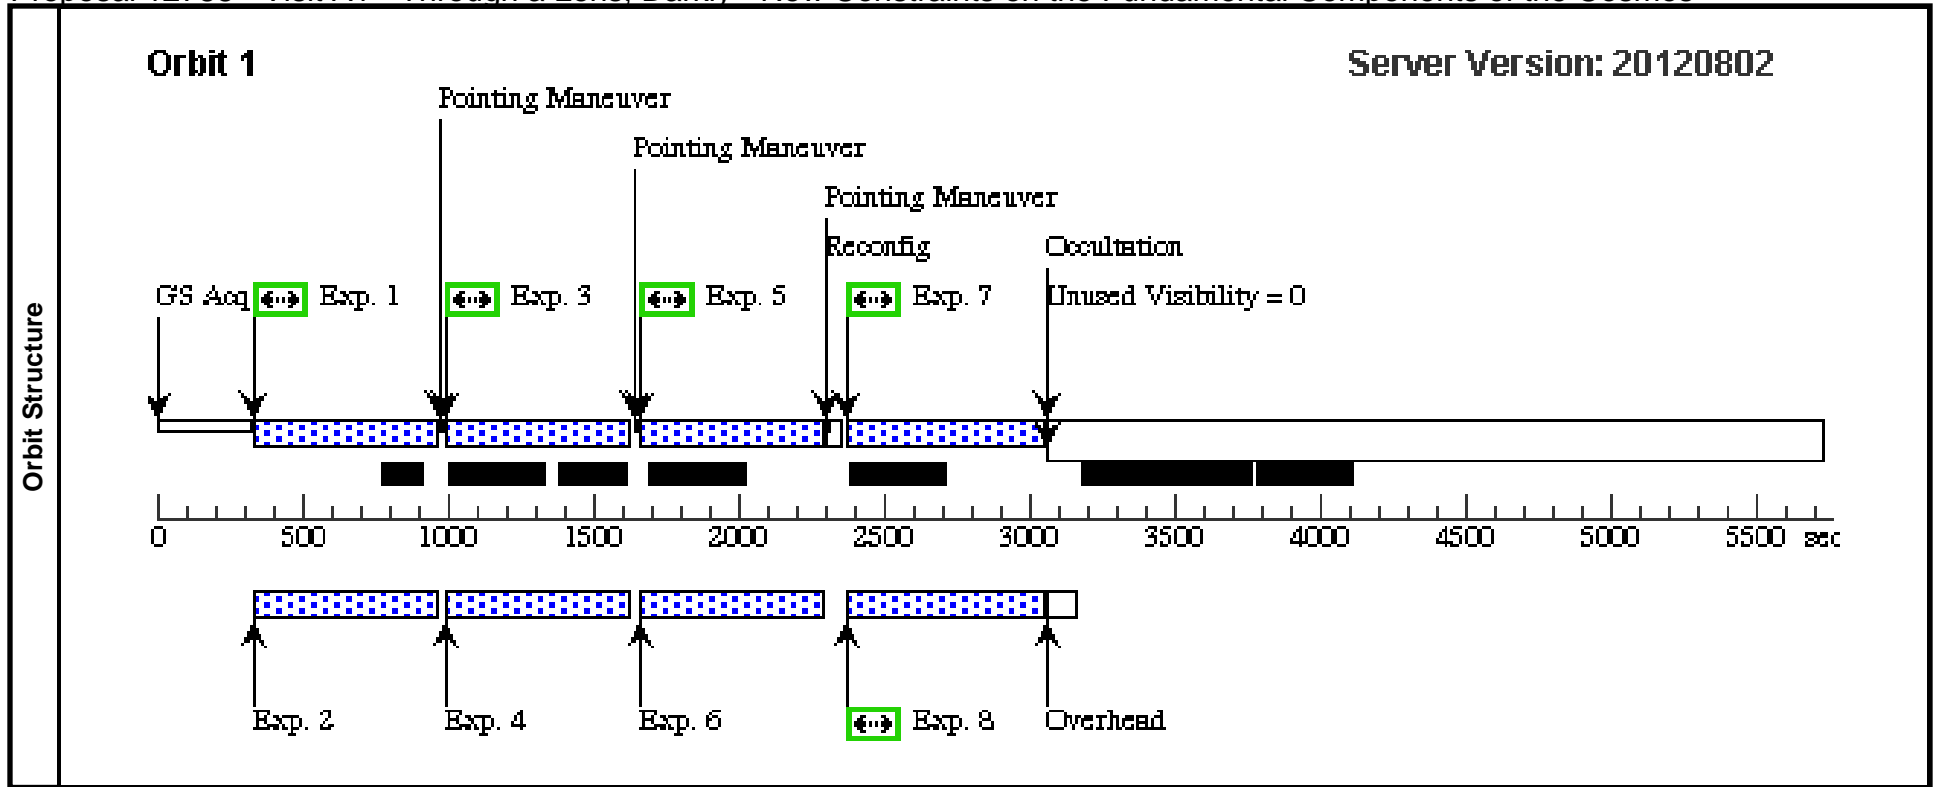 Orbit 1
Server Version: 20120802
Pointing Maneuver
Pointing Maneuver
Pointing Maneuver
Reconfig
Occultation
GS Acq
Exp. 1
Exp. 3
Exp. 5
Exp. 7
Unused Visibility = 0
Orbit Structure
0 500 1000 1500 2000 2500 3000 3500 4000 4500 5000 5500 sec
Exp. 2
Exp. 4
Exp. 6
Exp. 8
Overhead